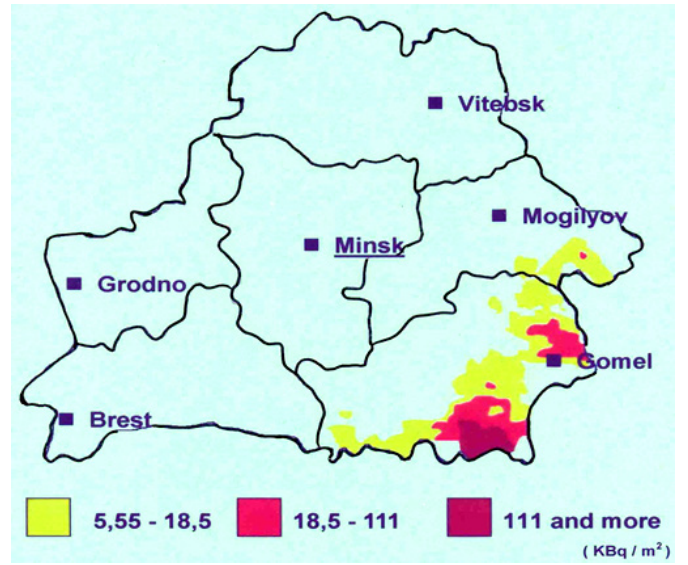 Vitebsk
Mogilyov
Minsk
Grodno
Gomel
Brest
5,55 - 18,5
18,5 - 111
111 and more
( KBq / m²)